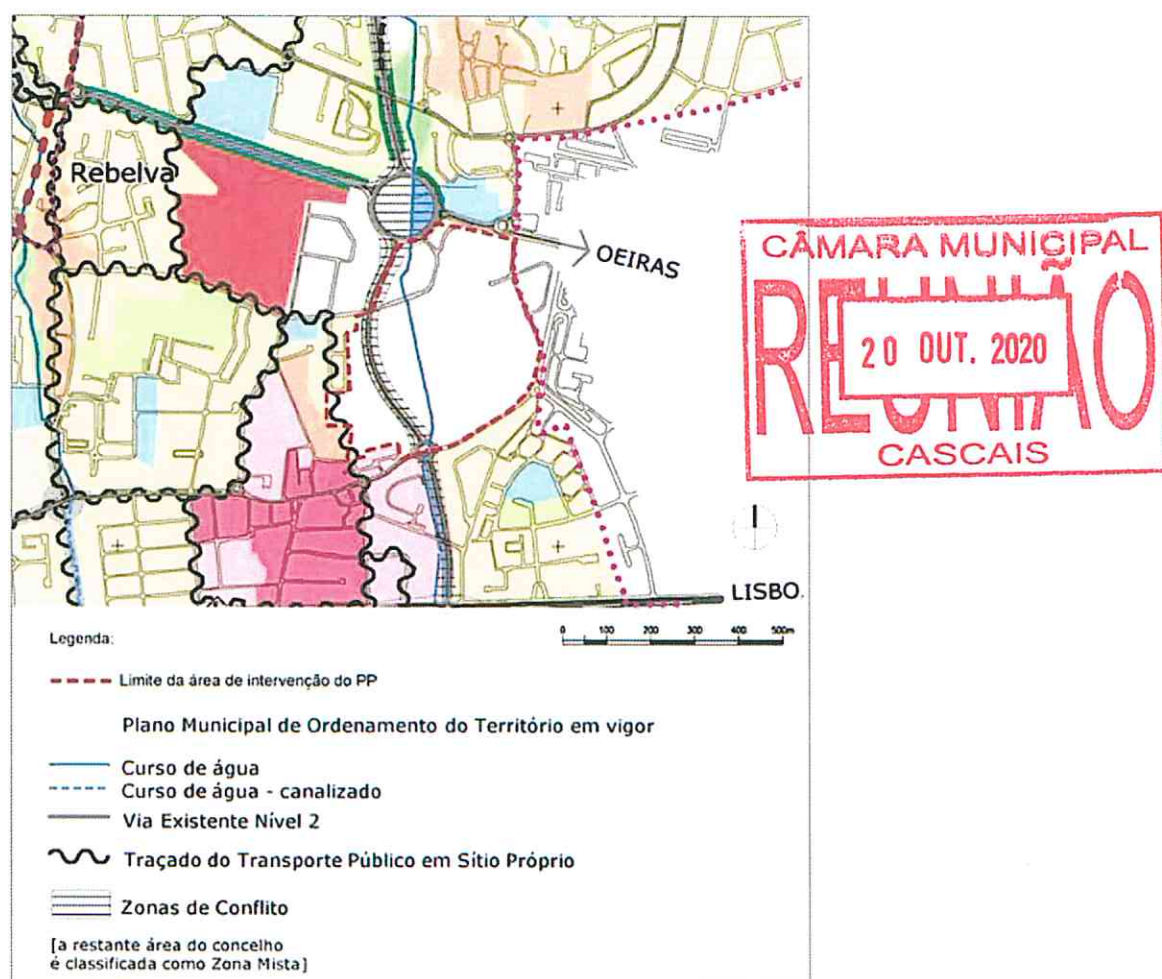 Rebelva
OEIRAS
LISBO.
CÂMARA MUNICIPAL
REUNIÃO
20 OUT. 2020
CASCAIS
Legenda:
0 100 200 300 400 500m
Limite da área de intervenção do PP
Plano Municipal de Ordenamento do Território em vigor
Curso de água
Curso de água - canalizado
Via Existente Nível 2
Traçado do Transporte Público em Sítio Próprio
Zonas de Conflito
[a restante área do concelho
é classificada como Zona Mista]